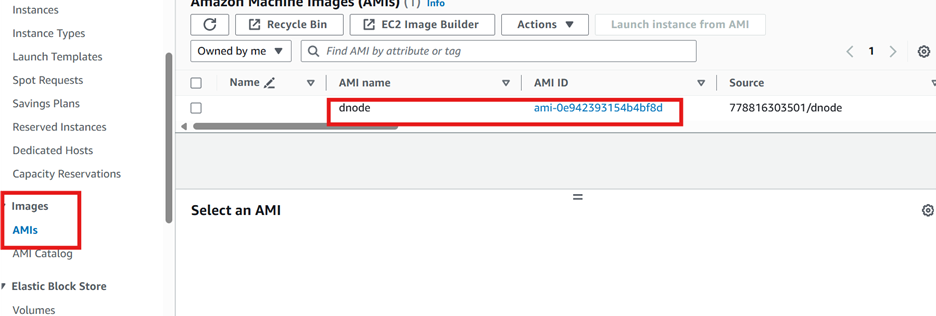 Instances
Instance Types
Launch Templates
Spot Requests
Savings Plans
Reserved Instances
Dedicated Hosts
Capacity Reservations
Images
AMIs
AMI Catalog
Elastic Block Store
Volumes
Amazon Machine Images (AMIs) (1) Info
Recycle Bin EC2 Image Builder Actions Launch instance from AMI
Owned by me Find AMI by attribute or tag 1
Name AMI name AMI ID Source
dnode ami-0e942393154b4bf8d 778816303501/dnode
Select an AMI